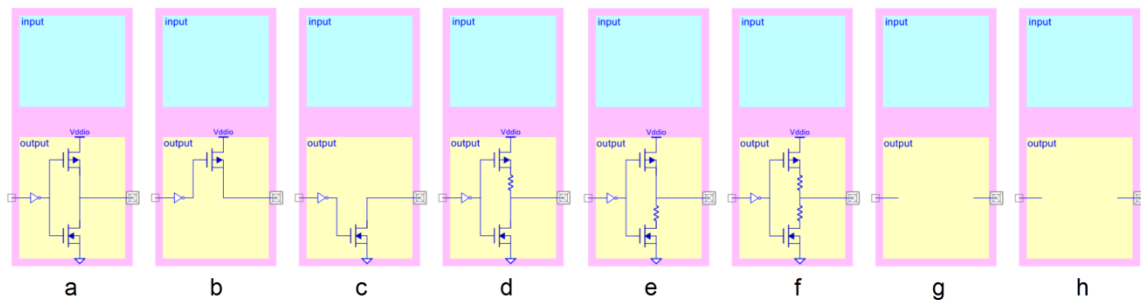 input input input input input input input input
Vddio Vddio Vddio Vddio Vddio
output output output output output output output output
a b c d e f g h